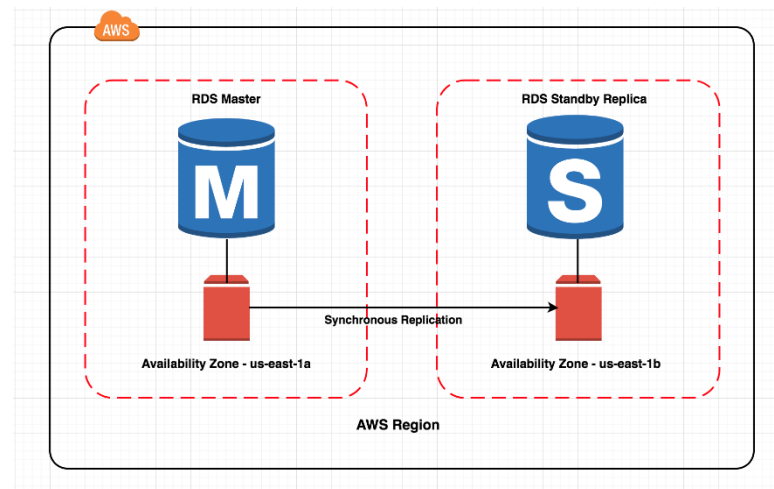 AWS
RDS Master
RDS Standby Replica
M
S
Synchronous Replication
Availability Zone - us-east-1a
Availability Zone - us-east-1b
AWS Region